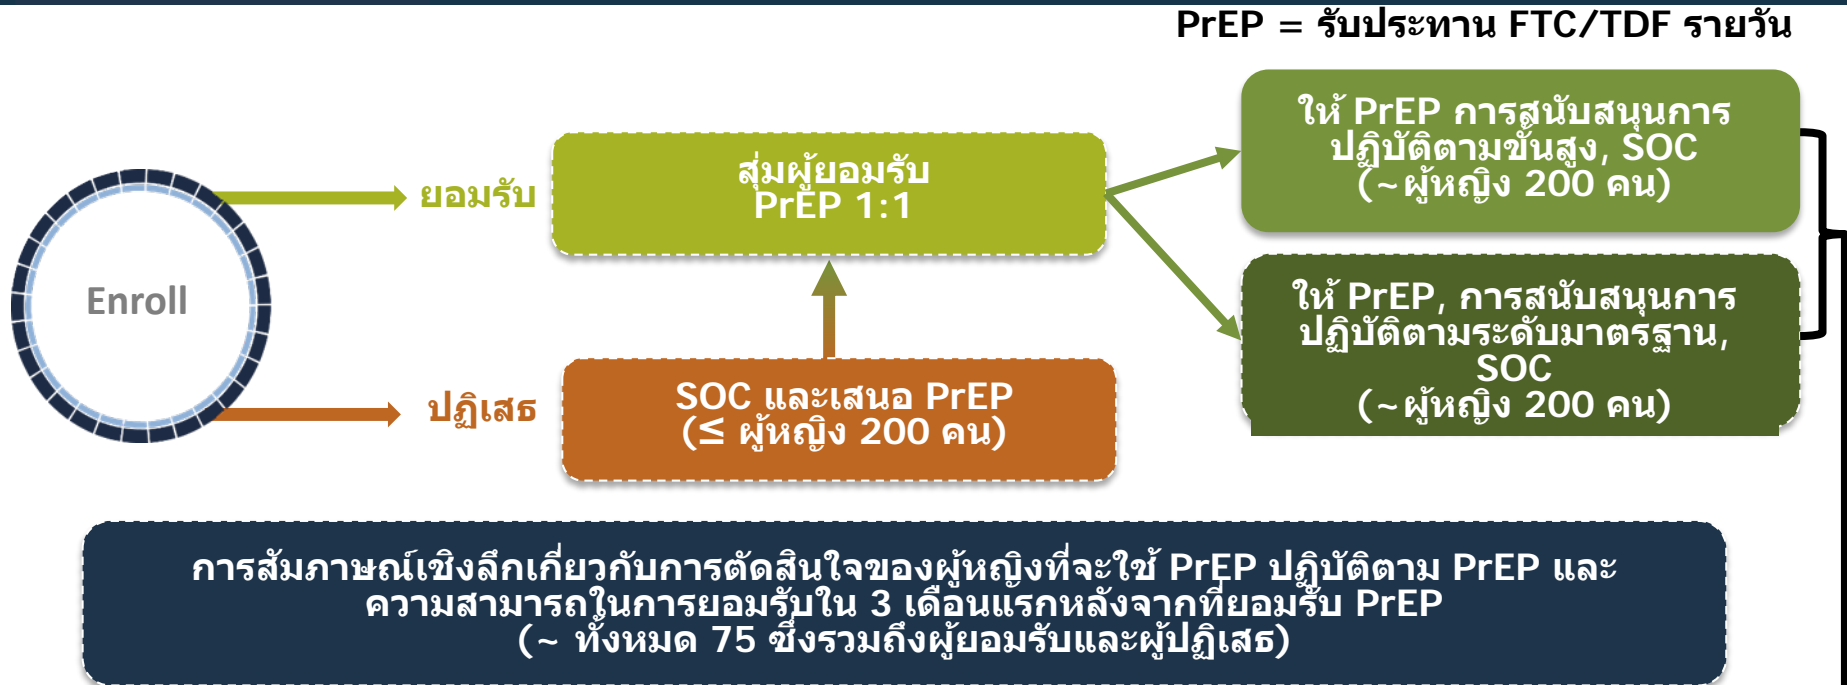 PrEP = รับประทาน FTC/TDF รายวัน
ให้ PrEP การสนับสนุนการ
ปฏิบัติตามขั้นสูง, SOC
(~ผู้หญิง 200 คน)
สุ่มผู้ยอมรับ
PrEP 1:1
ยอมรับ
Enroll
ให้ PrEP, การสนับสนุนการ
ปฏิบัติตามระดับมาตรฐาน,
SOC
(~ผู้หญิง 200 คน)
ปฏิเสธ
SOC และเสนอ PrEP
(≤ ผู้หญิง 200 คน)
การสัมภาษณ์เชิงลึกเกี่ยวกับการตัดสินใจของผู้หญิงที่จะใช้ PrEP ปฏิบัติตาม PrEP และ
ความสามารถในการยอมรับใน 3 เดือนแรกหลังจากที่ยอมรับ PrEP
(~ ทั้งหมด 75 ซึ่งรวมถึงผู้ยอมรับและผู้ปฏิเสธ)